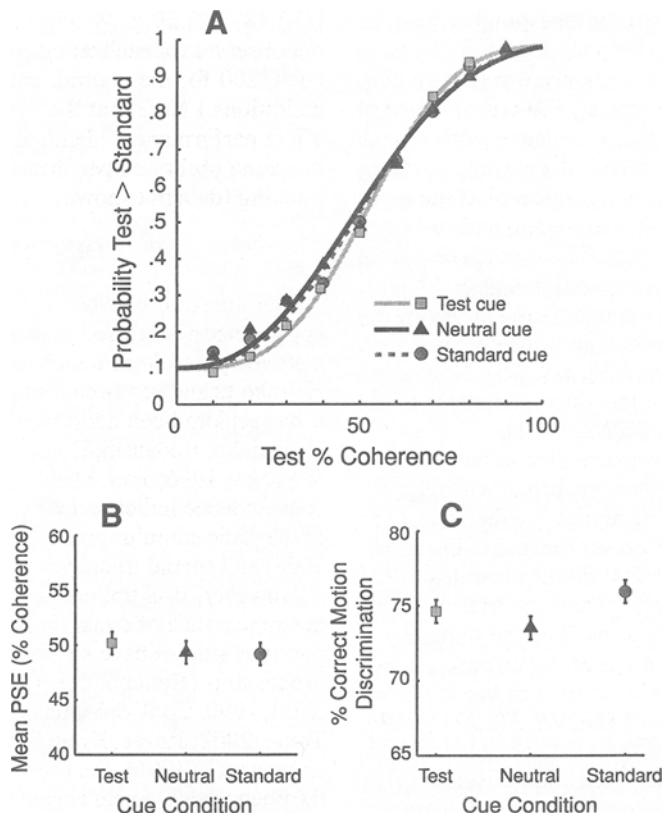 A
Probability Test > Standard
1
.9
.8
.7
.6
.5
.4
.3
.2
.1
0
Test cue
Neutral cue
Standard cue
0
50
100
Test % Coherence
B
Mean PSE (% Coherence)
60
55
50
45
40
Test Neutral Standard
Cue Condition
C
% Correct Motion
Discrimination
85
80
75
70
65
Test Neutral Standard
Cue Condition